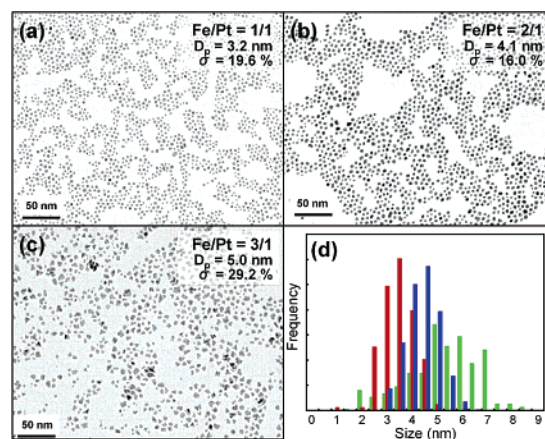 (a)
Fe/Pt = 1/1
Dp = 3.2 nm
σ = 19.6 %
50 nm
(b)
Fe/Pt = 2/1
Dp = 4.1 nm
σ = 16.0 %
50 nm
(c)
Fe/Pt = 3/1
Dp = 5.0 nm
σ = 29.2 %
50 nm
(d)
Frequency
0 1 2 3 4 5 6 7 8 9
Size (nm)